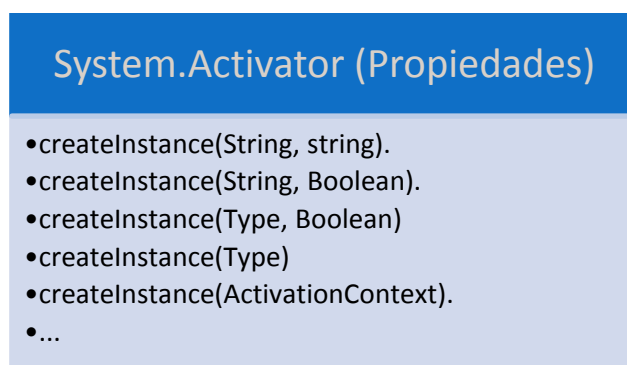 System.Activator (Propiedades)
•createInstance(String, string).
•createInstance(String, Boolean).
•createInstance(Type, Boolean)
•createInstance(Type)
•createInstance(ActivationContext).
•...